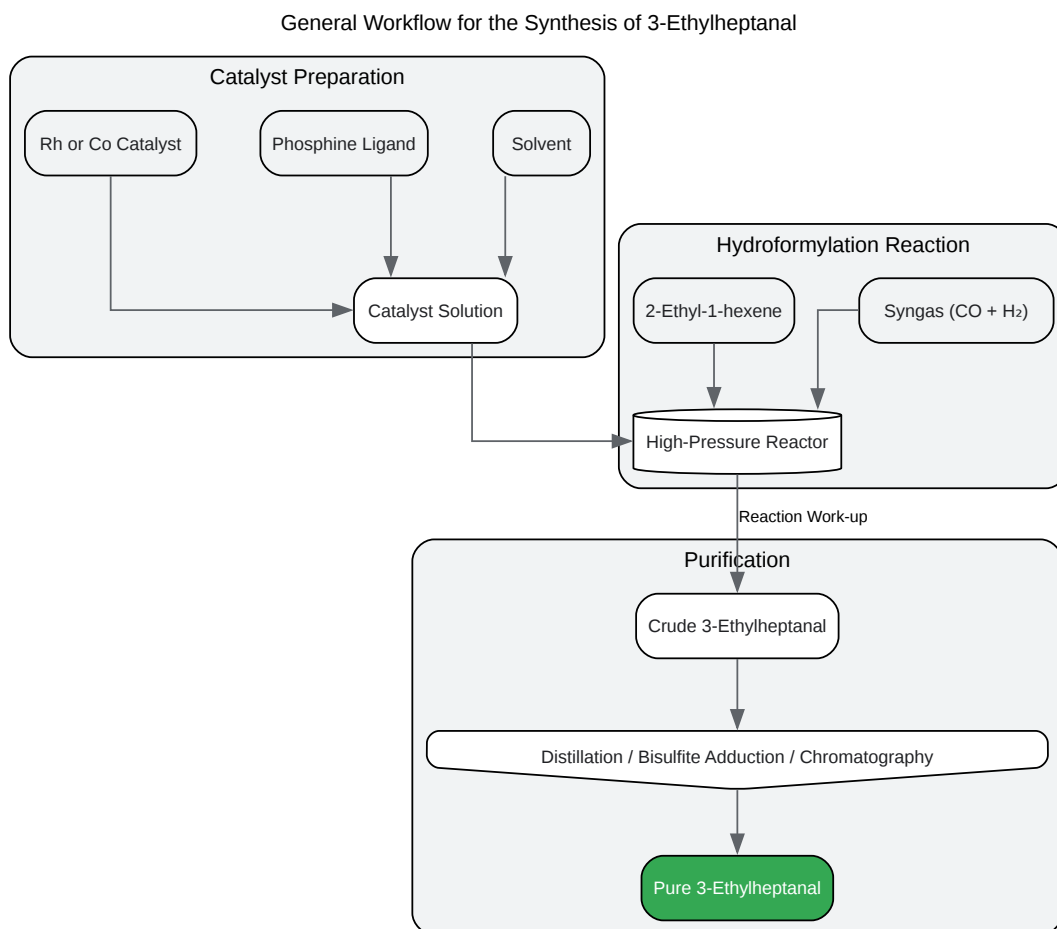 General Workflow for the Synthesis of 3-Ethylheptanal
Catalyst Preparation
Rh or Co Catalyst
Phosphine Ligand
Solvent
Catalyst Solution
Hydroformylation Reaction
2-Ethyl-1-hexene
Syngas (CO + H₂)
High-Pressure Reactor
Reaction Work-up
Purification
Crude 3-Ethylheptanal
Distillation / Bisulfite Adduction / Chromatography
Pure 3-Ethylheptanal